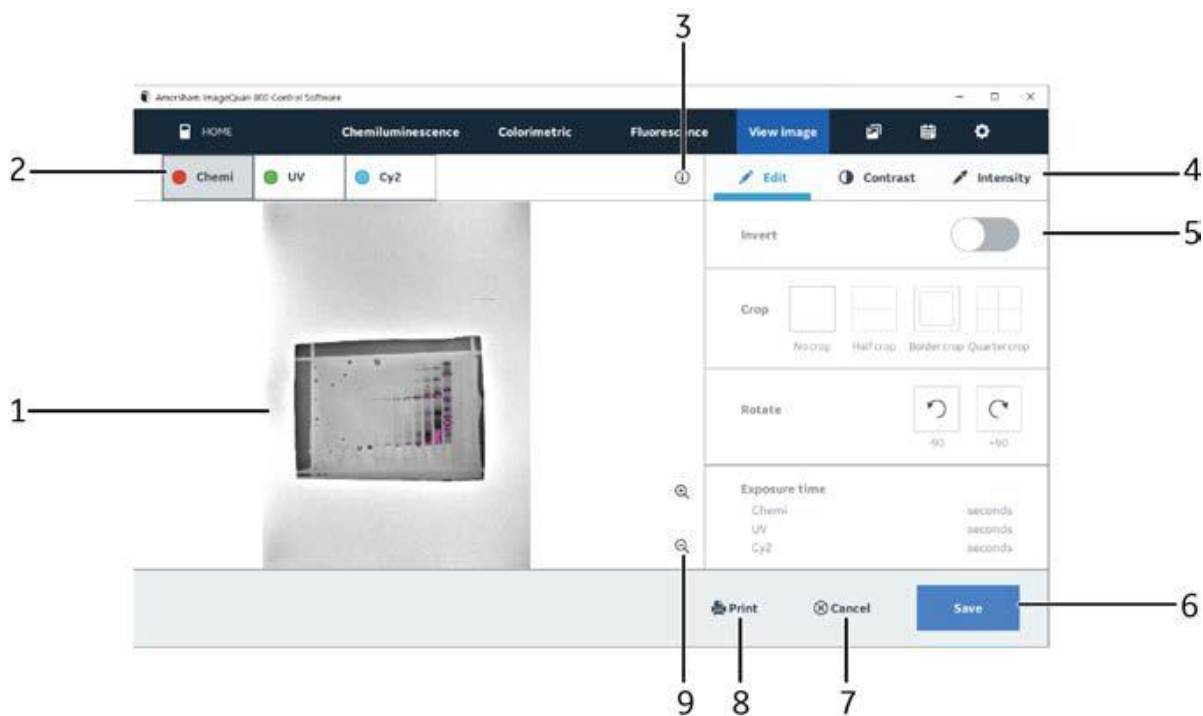 3
Amersham ImageQuan 800 Control Software
HOME Chemiluminescence Colorimetric Fluorescence View image
2 Chemi UV Cy2 Edit Contrast Intensity 4
Invert 5
Crop
No crop Half crop Border crop Quarter crop
1
Rotate
-90 +90
Exposure time
Chemi seconds
UV seconds
Cy2 seconds
Print Cancel Save 6
9 8 7